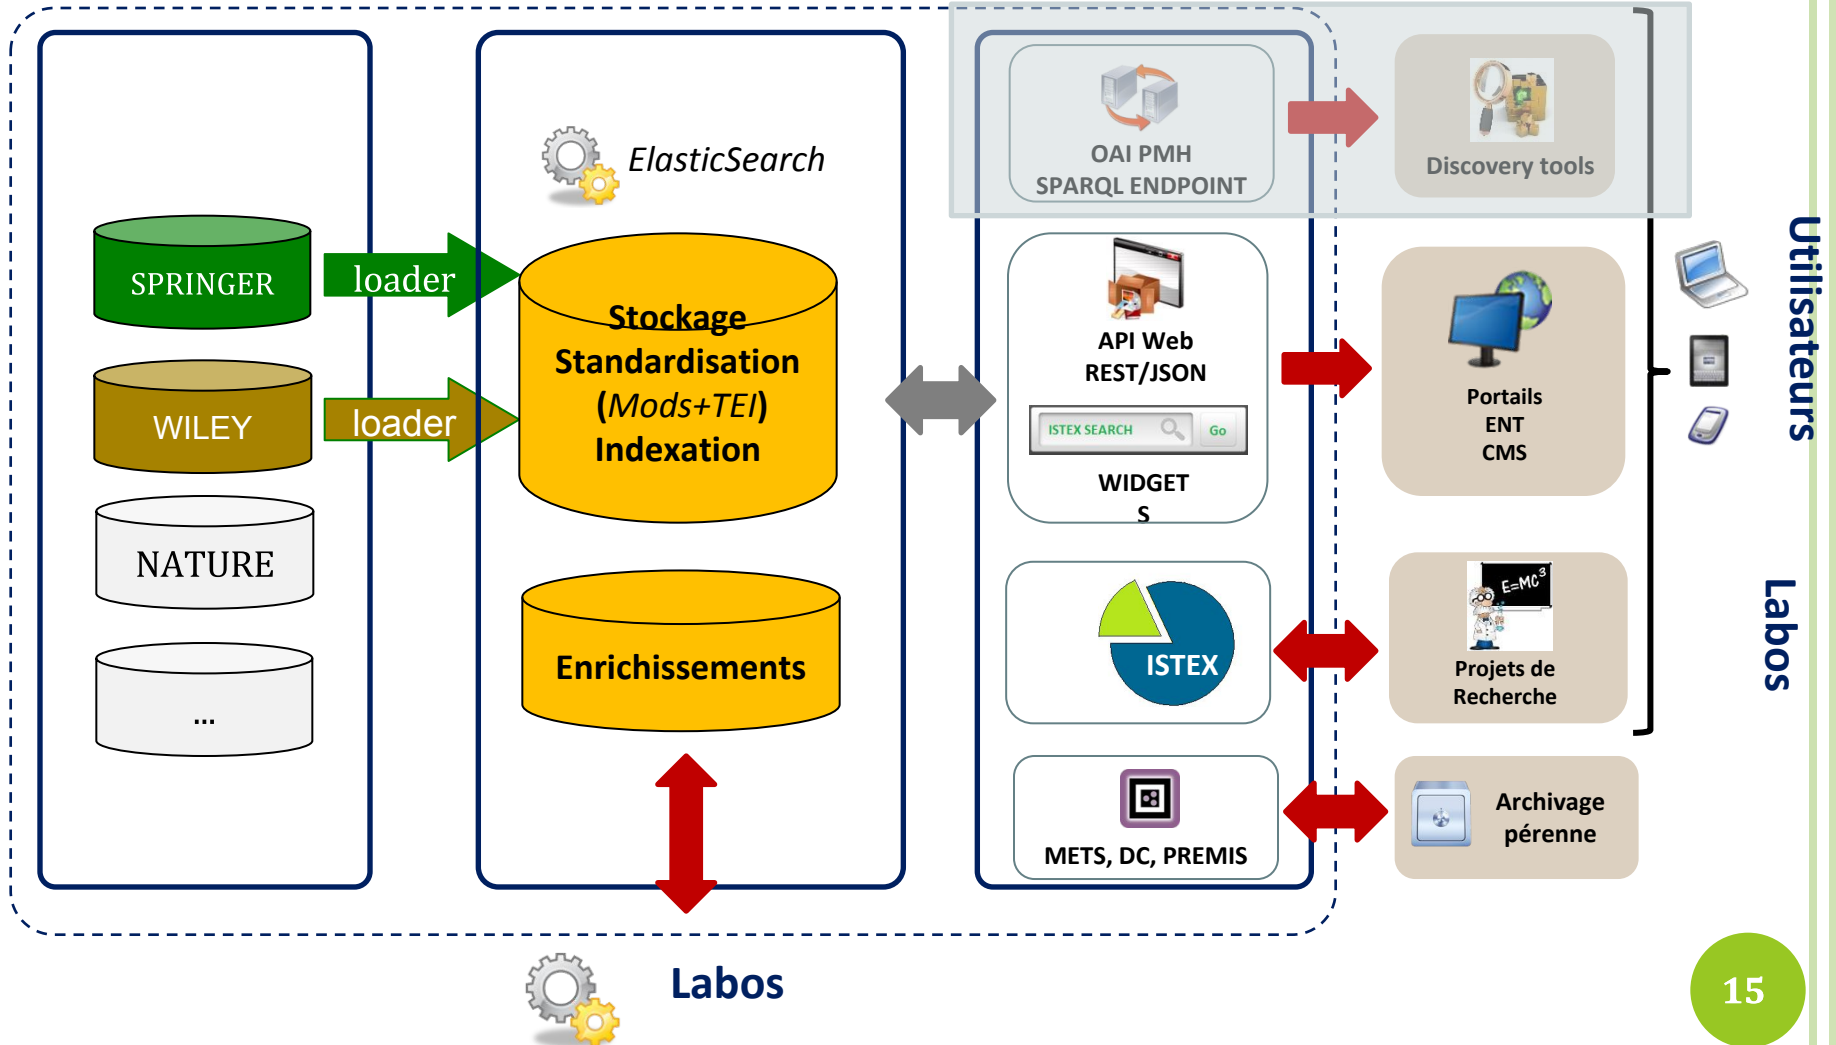 SPRINGER
WILEY
NATURE
...
loader
loader
ElasticSearch
Stockage
Standardisation
(Mods+TEI)
Indexation
Enrichissements
Labos
OAI PMH
SPARQL ENDPOINT
API Web
REST/JSON
ISTEX SEARCH
Go
WIDGET
S
ISTEX
METS, DC, PREMIS
Discovery tools
Portails
ENT
CMS
E=MC³
Projets de
Recherche
Archivage
pérenne
Utilisateurs
Labos
15